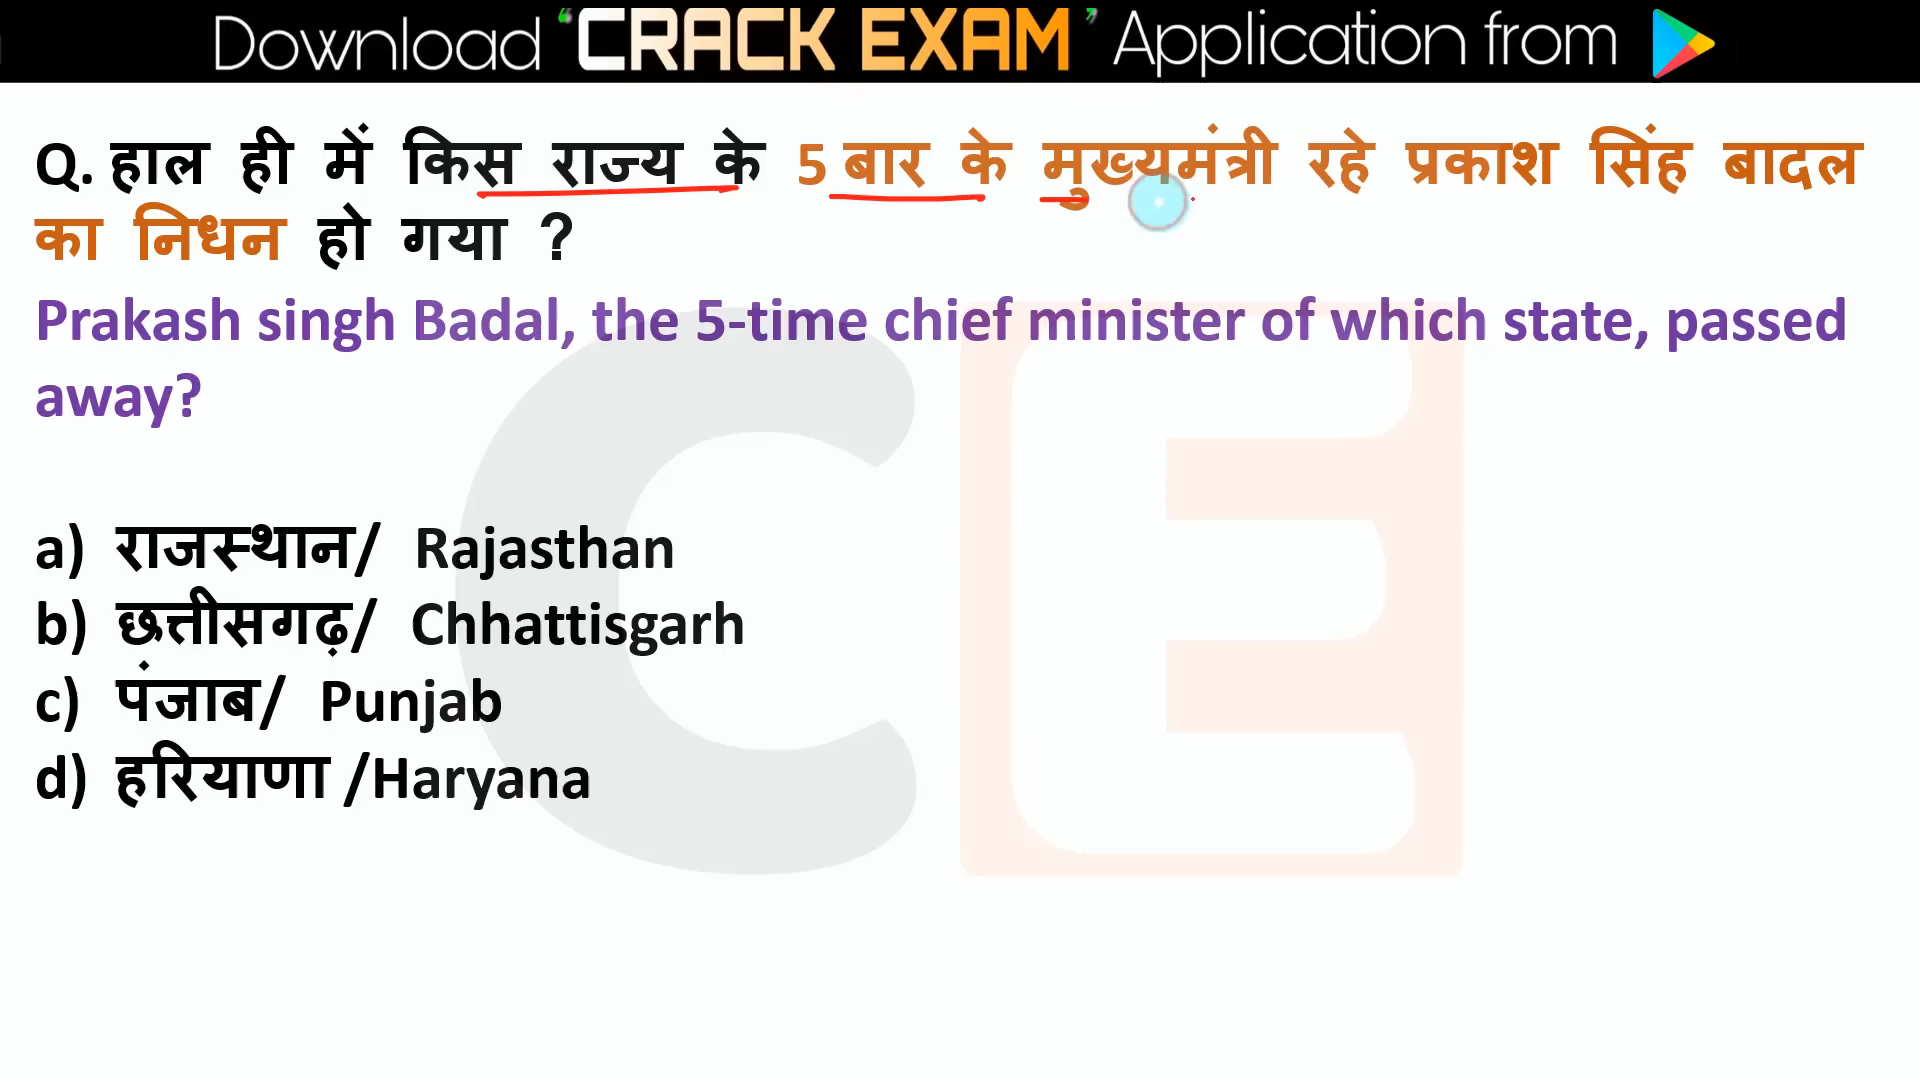 Download ‘CRACK EXAM’ Application from
Q. हाल ही में किस राज्य के 5 बार के मुख्यमंत्री रहे प्रकाश सिंह बादल
का निधन हो गया ?
Prakash singh Badal, the 5-time chief minister of which state, passed
away?
a) राजस्थान/ Rajasthan
b) छत्तीसगढ़/ Chhattisgarh
c) पंजाब/ Punjab
d) हरियाणा /Haryana
CE